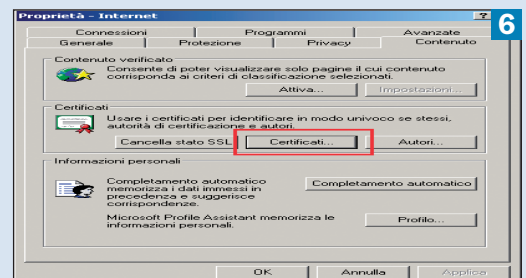 Proprietà - Internet
?
6
Connessioni Programmi Avanzate
Generale Protezione Privacy Contenuto
Contenuto verificato
Consente di poter visualizzare solo pagine il cui contenuto
corrisponda ai criteri di classificazione selezionati.
Attiva... Impostazioni...
Certificati
Usare i certificati per identificare in modo univoco se stessi,
autorità di certificazione e autori.
Cancella stato SSL Certificati... Autori...
Informazioni personali
Completamento automatico
memorizza i dati immessi in
precedenza e suggerisce
corrispondenze.
Completamento automatico
Microsoft Profile Assistant memorizza le
informazioni personali.
Profilo...
OK Annulla Applica